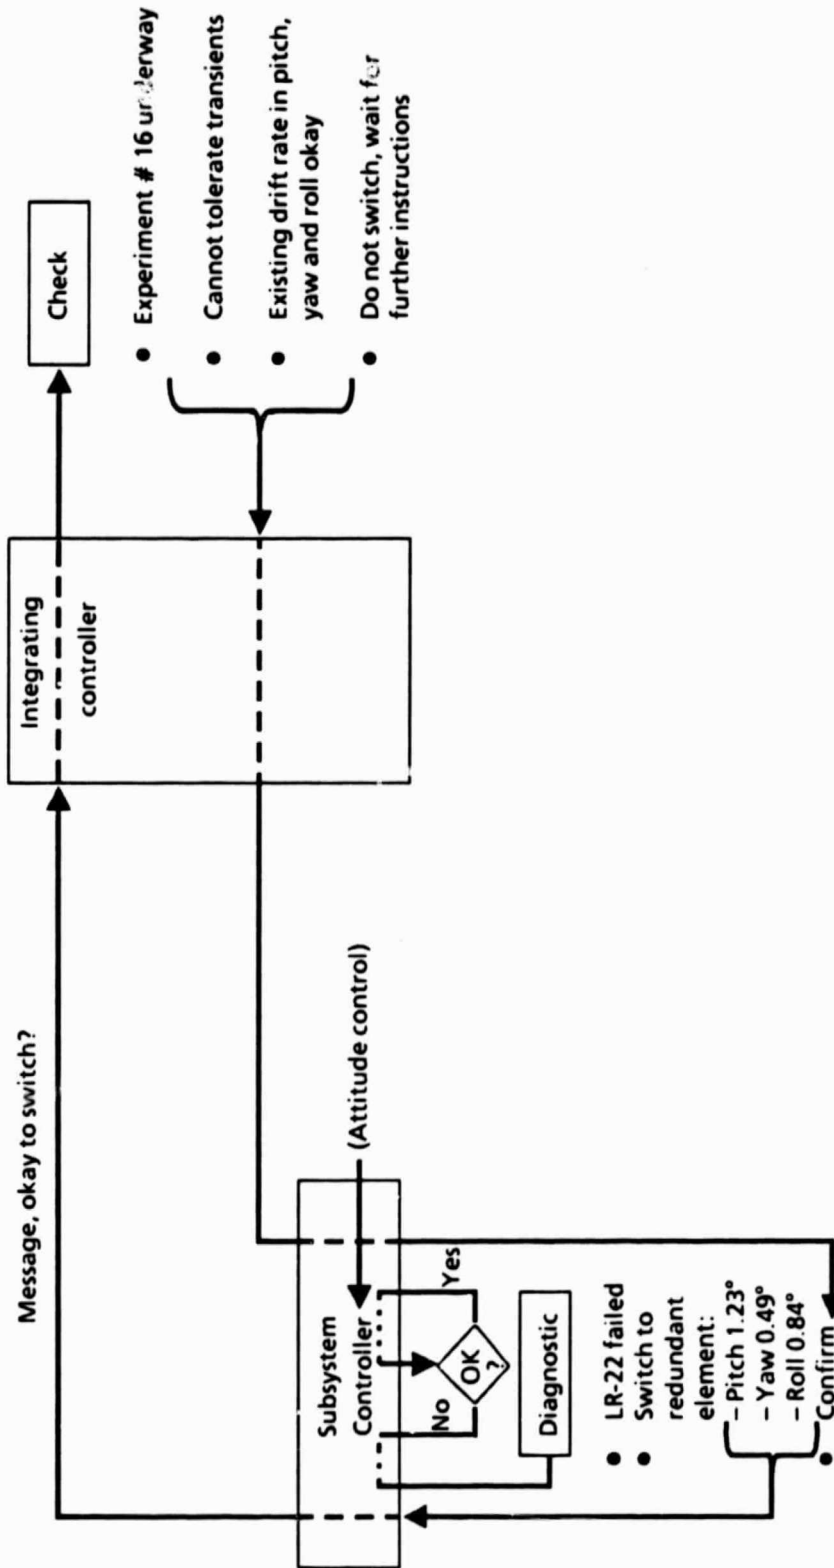 Message, okay to switch?
Integrating
controller
Check
• Experiment # 16 underway
• Cannot tolerate transients
• Existing drift rate in pitch,
yaw and roll okay
• Do not switch, wait for
further instructions
(Attitude control)
Subsystem
Controller
No
OK
?
Yes
Diagnostic
• LR-22 failed
• Switch to
redundant
element:
– Pitch 1.23°
– Yaw 0.49°
– Roll 0.84°
• Confirm